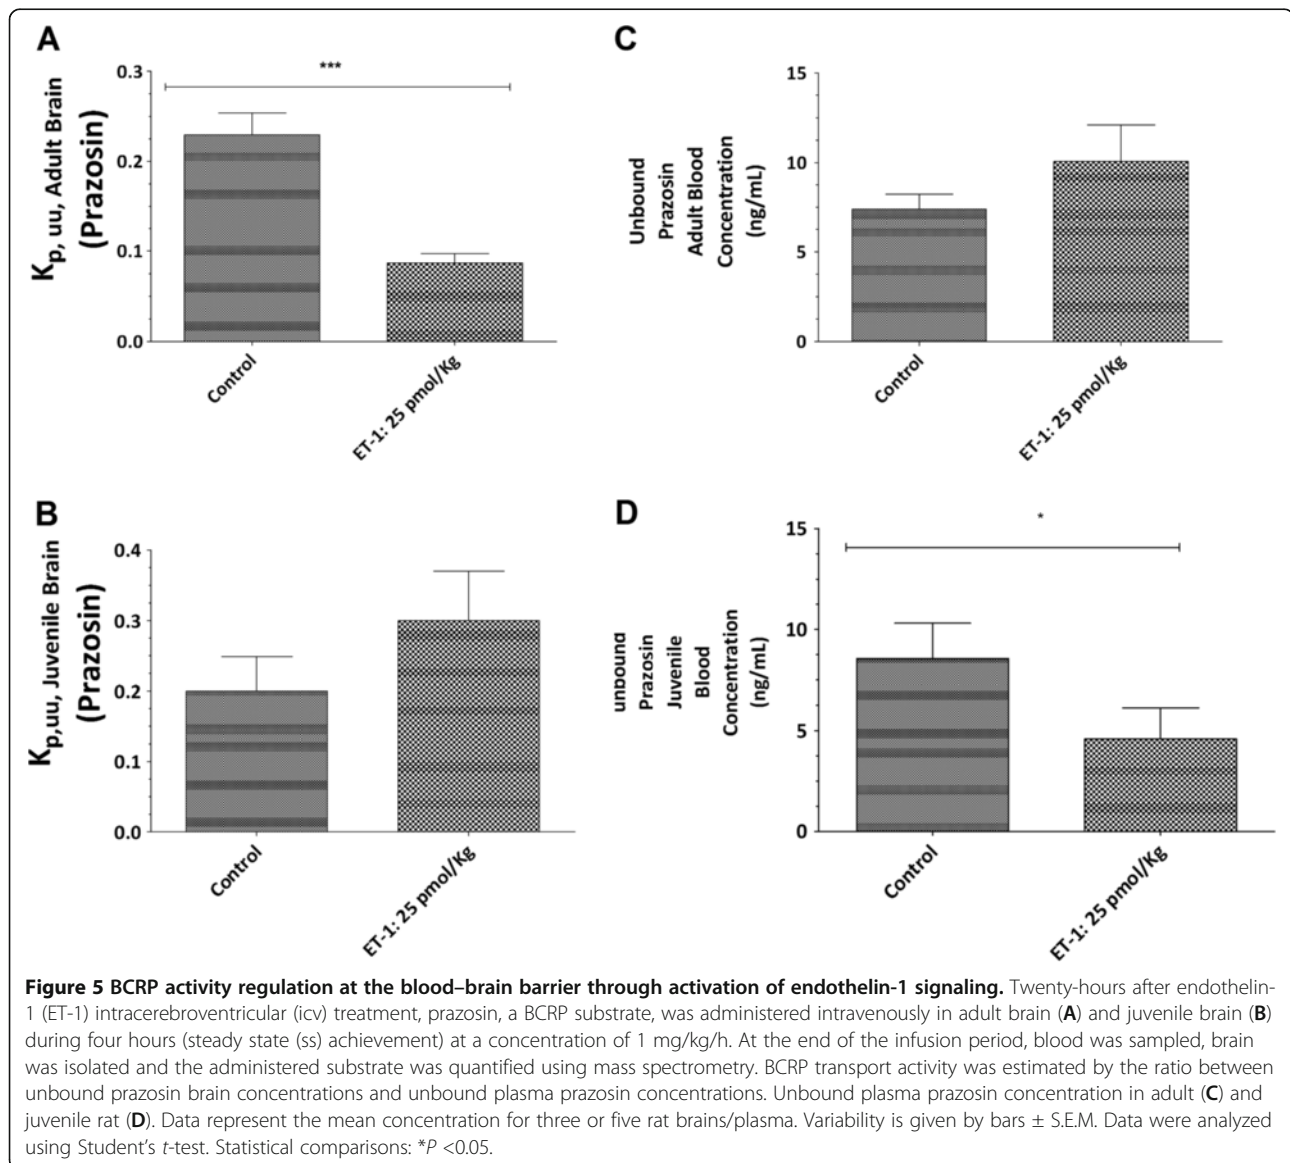 A
K p, uu, Adult Brain
(Prazosin)
0.3
0.2
0.1
0.0
***
Control
ET-1: 25 pmol/Kg
C
Unbound
Prazosin
Adult Blood
Concentration
(ng/mL)
15
10
5
0
Control
ET-1: 25 pmol/Kg
B
K p,uu, Juvenile Brain
(Prazosin)
0.4
0.3
0.2
0.1
0.0
Control
ET-1: 25 pmol/Kg
D
unbound
Prazosin
Juvenile
Blood
Concentration
(ng/mL)
15
10
5
0
*
Control
ET-1: 25 pmol/Kg
Figure 5 BCRP activity regulation at the blood–brain barrier through activation of endothelin-1 signaling. Twenty-hours after endothelin-
1 (ET-1) intracerebroventricular (icv) treatment, prazosin, a BCRP substrate, was administered intravenously in adult brain (A) and juvenile brain (B)
during four hours (steady state (ss) achievement) at a concentration of 1 mg/kg/h. At the end of the infusion period, blood was sampled, brain
was isolated and the administered substrate was quantified using mass spectrometry. BCRP transport activity was estimated by the ratio between
unbound prazosin brain concentrations and unbound plasma prazosin concentrations. Unbound plasma prazosin concentration in adult (C) and
juvenile rat (D). Data represent the mean concentration for three or five rat brains/plasma. Variability is given by bars ± S.E.M. Data were analyzed
using Student's t-test. Statistical comparisons: *P <0.05.